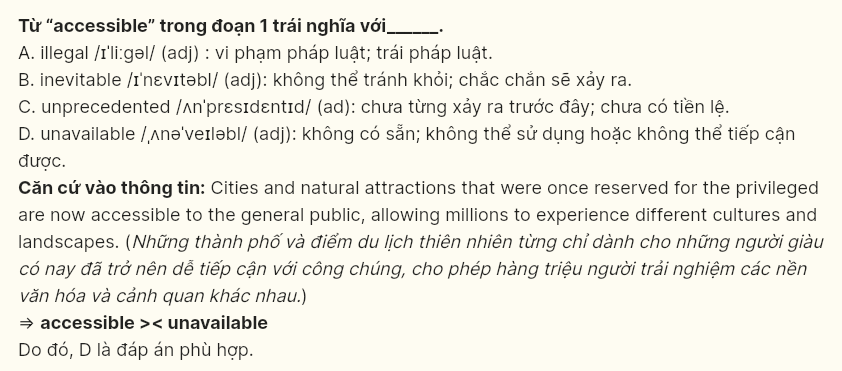 Từ “accessible” trong đoạn 1 trái nghĩa với______.
A. illegal /ɪˈliːgəl/ (adj) : vi phạm pháp luật; trái pháp luật.
B. inevitable /ɪˈnɛvɪtəbl/ (adj): không thể tránh khỏi; chắc chắn sẽ xảy ra.
C. unprecedented /ʌnˈprɛsɪdɛntɪd/ (ad): chưa từng xảy ra trước đây; chưa có tiền lệ.
D. unavailable /ˌʌnəˈveɪləbl/ (adj): không có sẵn; không thể sử dụng hoặc không thể tiếp cận
được.
Căn cứ vào thông tin: Cities and natural attractions that were once reserved for the privileged
are now accessible to the general public, allowing millions to experience different cultures and
landscapes. (Những thành phố và điểm du lịch thiên nhiên từng chỉ dành cho những người giàu
có nay đã trở nên dễ tiếp cận với công chúng, cho phép hàng triệu người trải nghiệm các nền
văn hóa và cảnh quan khác nhau.)
⇒ accessible >< unavailable
Do đó, D là đáp án phù hợp.